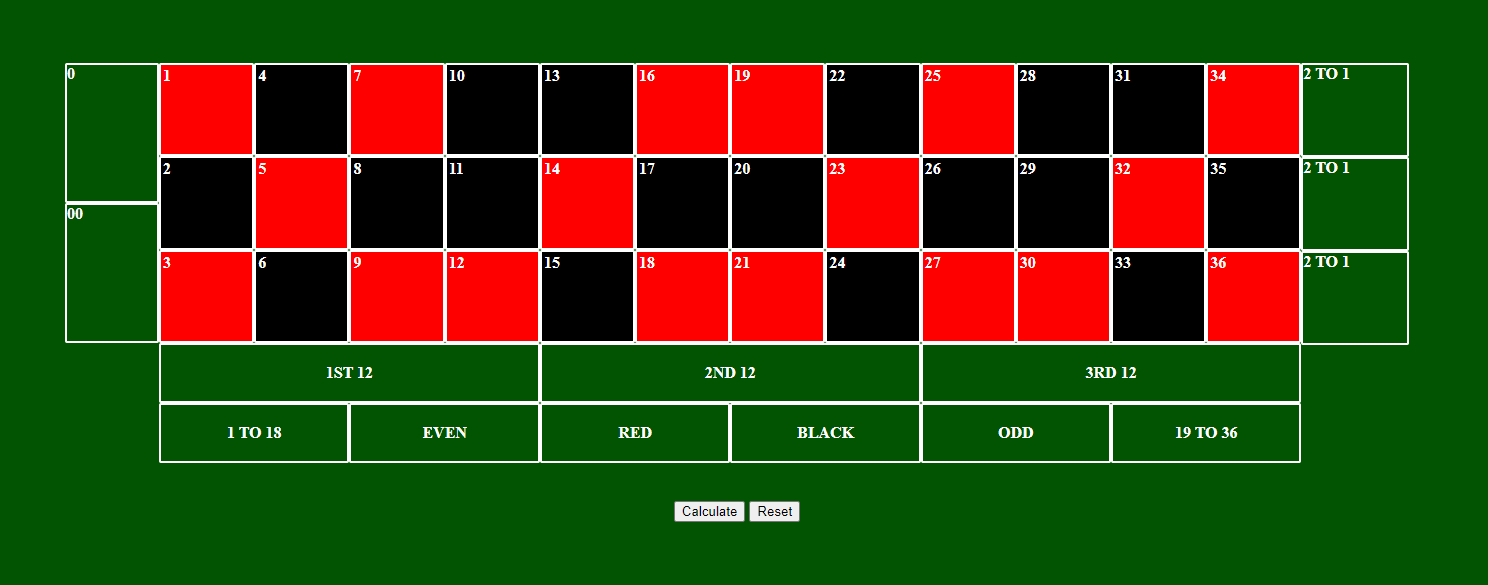 0 1 4 7 10 13 16 19 22 25 28 31 34 2 TO 1
2 5 8 11 14 17 20 23 26 29 32 35 2 TO 1
00
3 6 9 12 15 18 21 24 27 30 33 36 2 TO 1
1ST 12 2ND 12 3RD 12
1 TO 18 EVEN RED BLACK ODD 19 TO 36
Calculate Reset